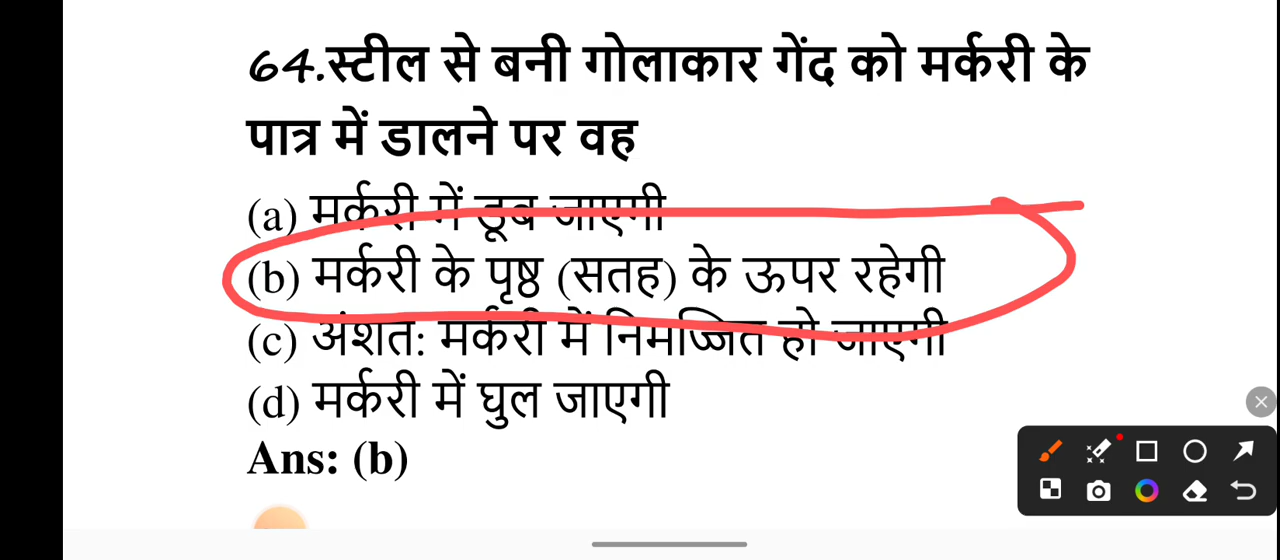 64.स्टील से बनी गोलाकार गेंद को मर्करी के
पात्र में डालने पर वह
(a) मर्करी में ठूब जाएगी
(b) मर्करी के पृष्ठ (सतह) के ऊपर रहेगी
(c) अंशत: मर्करी में निमज्जित हो जाएगी
(d) मर्करी में घुल जाएगी
Ans: (b)